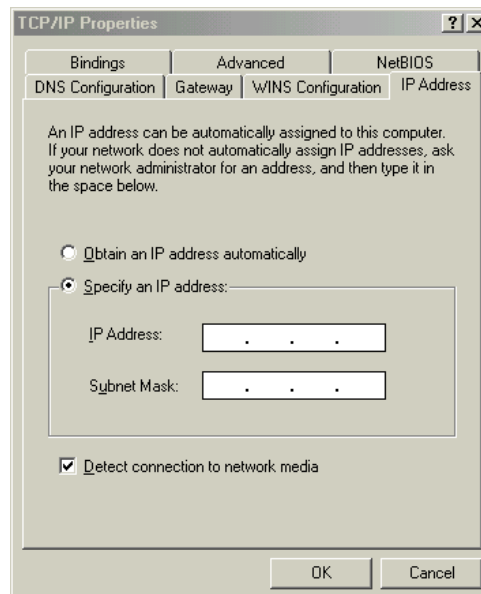 TCP/IP Properties
Bindings
Advanced
NetBIOS
DNS Configuration
Gateway
WINS Configuration
IP Address
An IP address can be automatically assigned to this computer.
If your network does not automatically assign IP addresses, ask
your network administrator for an address, and then type it in
the space below.
Obtain an IP address automatically
Specify an IP address:
IP Address:
. . .
Subnet Mask:
. . .
Detect connection to network media
OK
Cancel